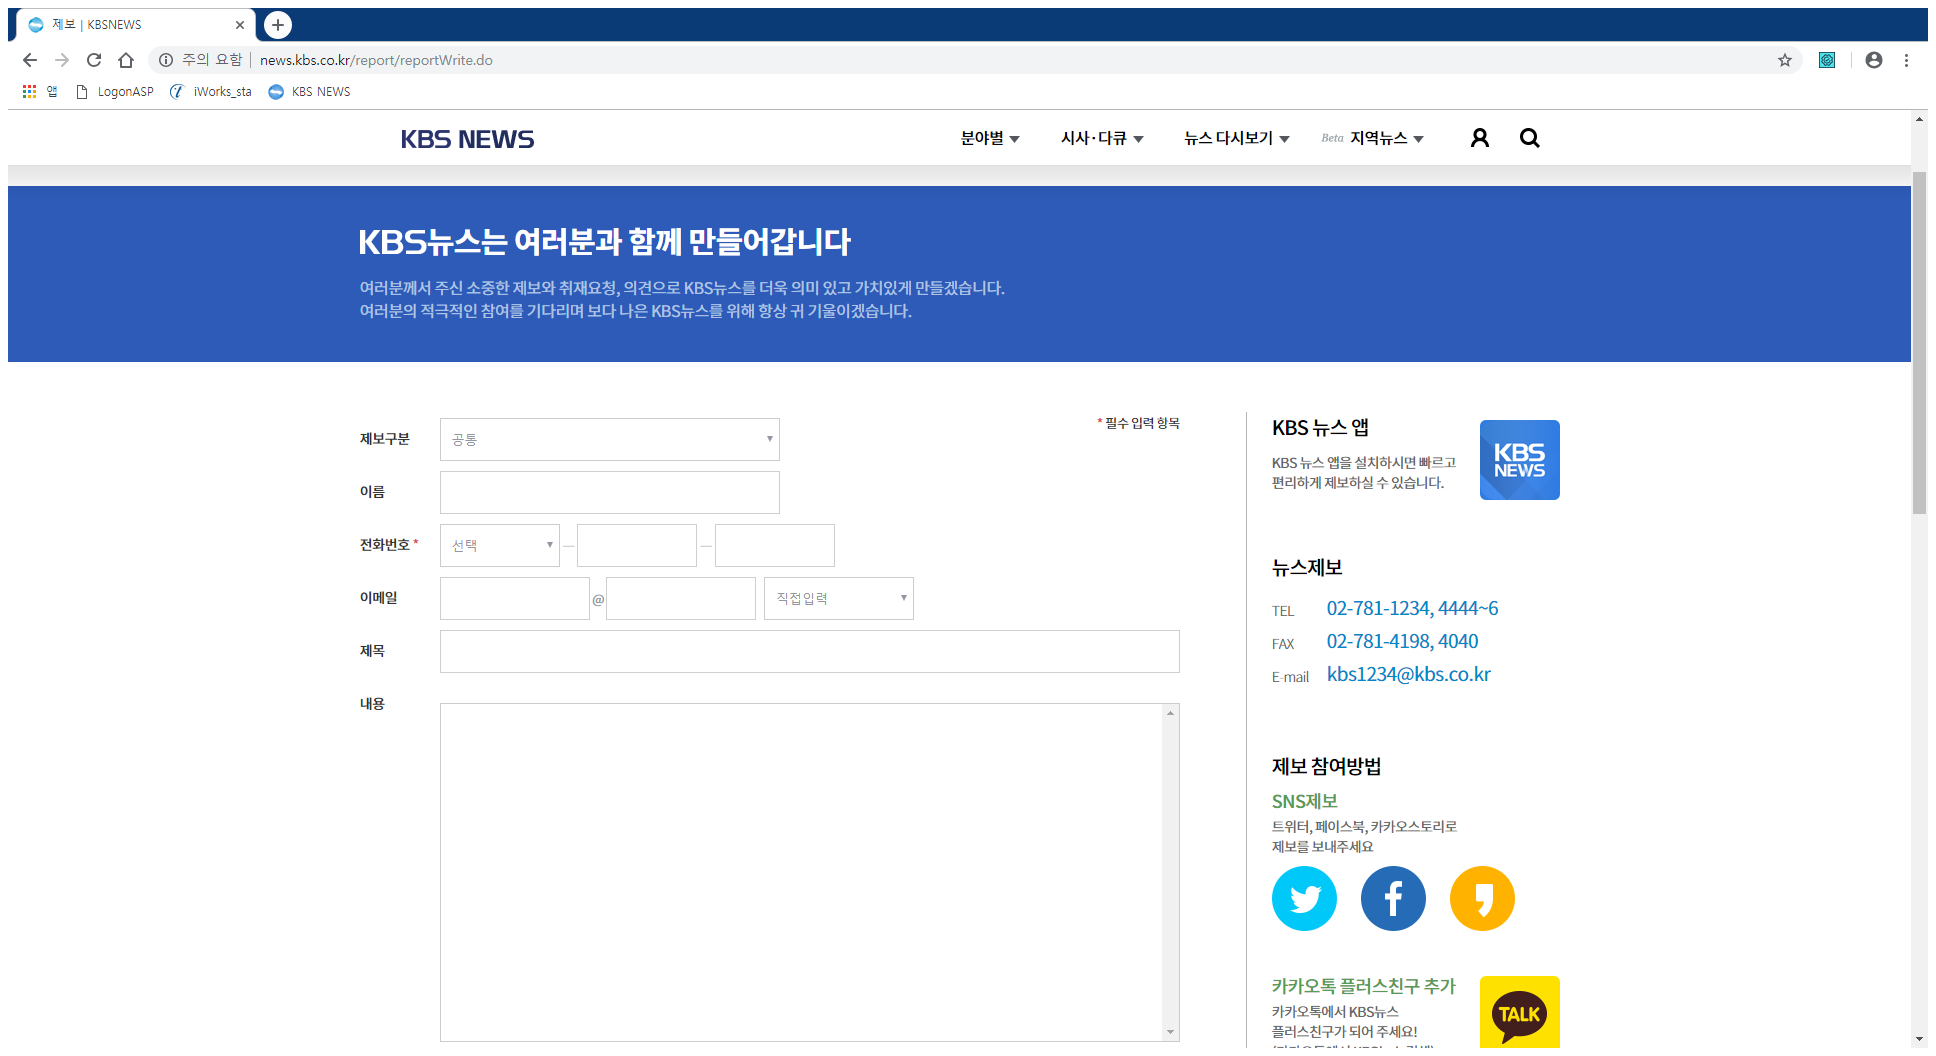 제보 | KBSNEWS
주의 요함 | news.kbs.co.kr/report/reportWrite.do
앱 LogonASP iWorks_sta KBS NEWS
KBS NEWS 분야별 시사·다큐 뉴스 다시보기 Beta 지역뉴스
KBS뉴스는 여러분과 함께 만들어갑니다
여러분께서 주신 소중한 제보와 취재요청, 의견으로 KBS뉴스를 더욱 의미 있고 가치있게 만들겠습니다.
여러분의 적극적인 참여를 기다리며 보다 나은 KBS뉴스를 위해 항상 귀 기울이겠습니다.
* 필수 입력 항목
제보구분 공통
이름
전화번호 * 선택 — —
이메일 @ 직접입력
제목
내용
KBS 뉴스 앱
KBS 뉴스 앱을 설치하시면 빠르고
편리하게 제보하실 수 있습니다.
KBS
NEWS
뉴스제보
TEL 02-781-1234, 4444~6
FAX 02-781-4198, 4040
E-mail kbs1234@kbs.co.kr
제보 참여방법
SNS제보
트위터, 페이스북, 카카오스토리로
제보를 보내주세요
카카오톡 플러스친구 추가
카카오톡에서 KBS뉴스
플러스친구가 되어 주세요!
TALK